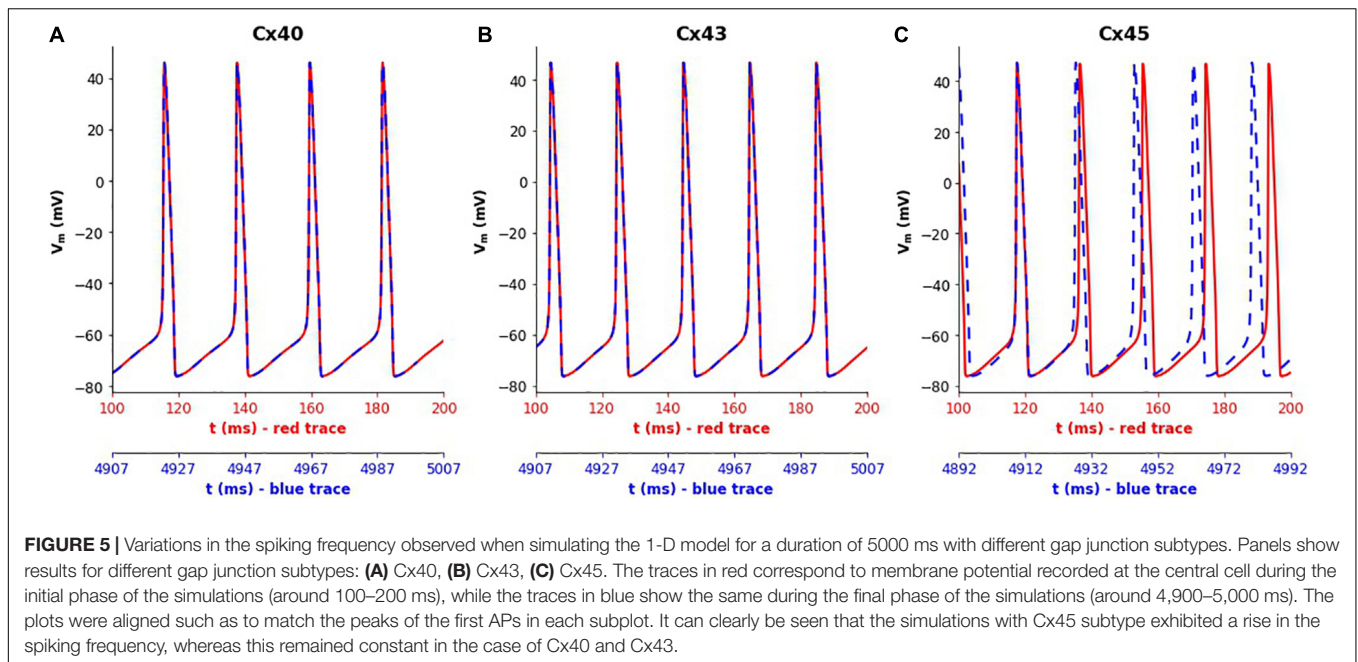 A
Cx40
40
20
0
−20
−40
−60
−80
Vm (mV)
100 120 140 160 180 200
t (ms) - red trace
4907 4927 4947 4967 4987 5007
t (ms) - blue trace
B
Cx43
40
20
0
−20
−40
−60
−80
Vm (mV)
100 120 140 160 180 200
t (ms) - red trace
4907 4927 4947 4967 4987 5007
t (ms) - blue trace
C
Cx45
40
20
0
−20
−40
−60
−80
Vm (mV)
100 120 140 160 180 200
t (ms) - red trace
4892 4912 4932 4952 4972 4992
t (ms) - blue trace
FIGURE 5 | Variations in the spiking frequency observed when simulating the 1-D model for a duration of 5000 ms with different gap junction subtypes. Panels show
results for different gap junction subtypes: (A) Cx40, (B) Cx43, (C) Cx45. The traces in red correspond to membrane potential recorded at the central cell during the
initial phase of the simulations (around 100–200 ms), while the traces in blue show the same during the final phase of the simulations (around 4,900–5,000 ms). The
plots were aligned such as to match the peaks of the first APs in each subplot. It can clearly be seen that the simulations with Cx45 subtype exhibited a rise in the
spiking frequency, whereas this remained constant in the case of Cx40 and Cx43.